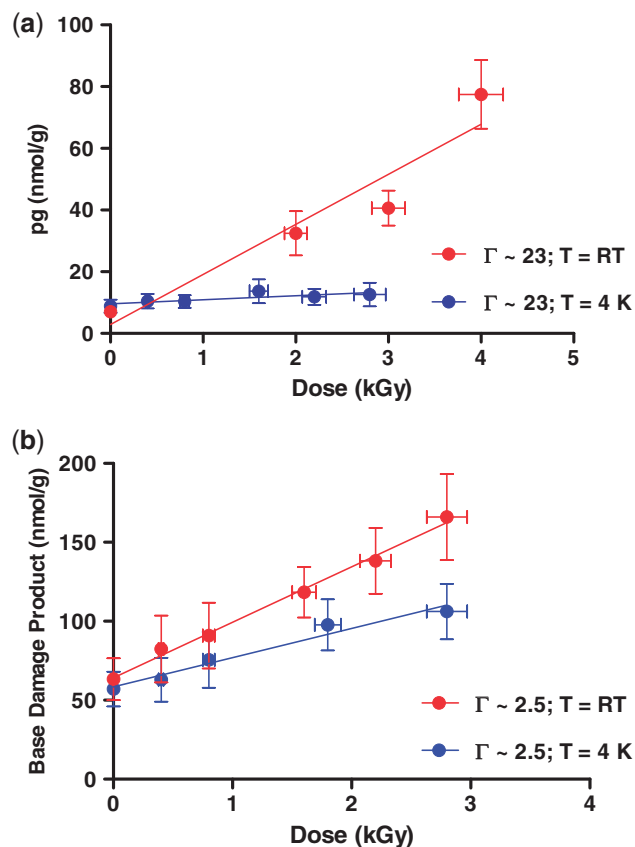 (a)
pg (nmol/g)
100
80
60
40
20
0
Γ ~ 23; T = RT
Γ ~ 23; T = 4 K
0 1 2 3 4 5
Dose (kGy)
(b)
Base Damage Product (nmol/g)
200
150
100
50
0
Γ ~ 2.5; T = RT
Γ ~ 2.5; T = 4 K
0 1 2 3 4
Dose (kGy)